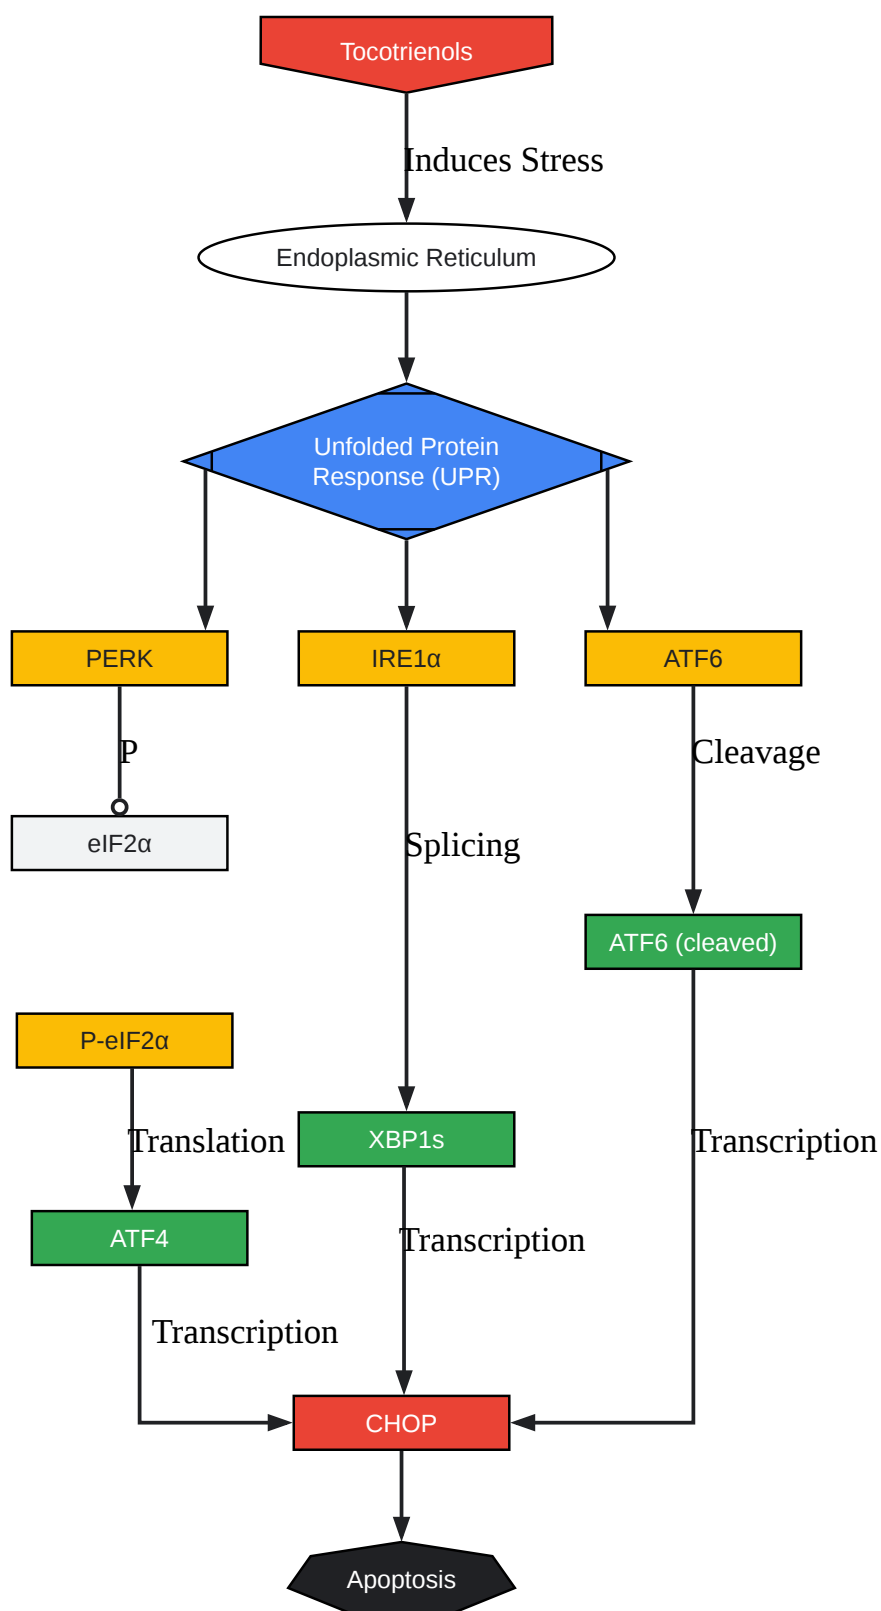 Tocotrienols
Induces Stress
Endoplasmic Reticulum
Unfolded Protein
Response (UPR)
PERK
IRE1α
ATF6
P
Cleavage
eIF2α
Splicing
ATF6 (cleaved)
P-eIF2α
Translation
XBP1s
Transcription
ATF4
Transcription
Transcription
CHOP
Apoptosis